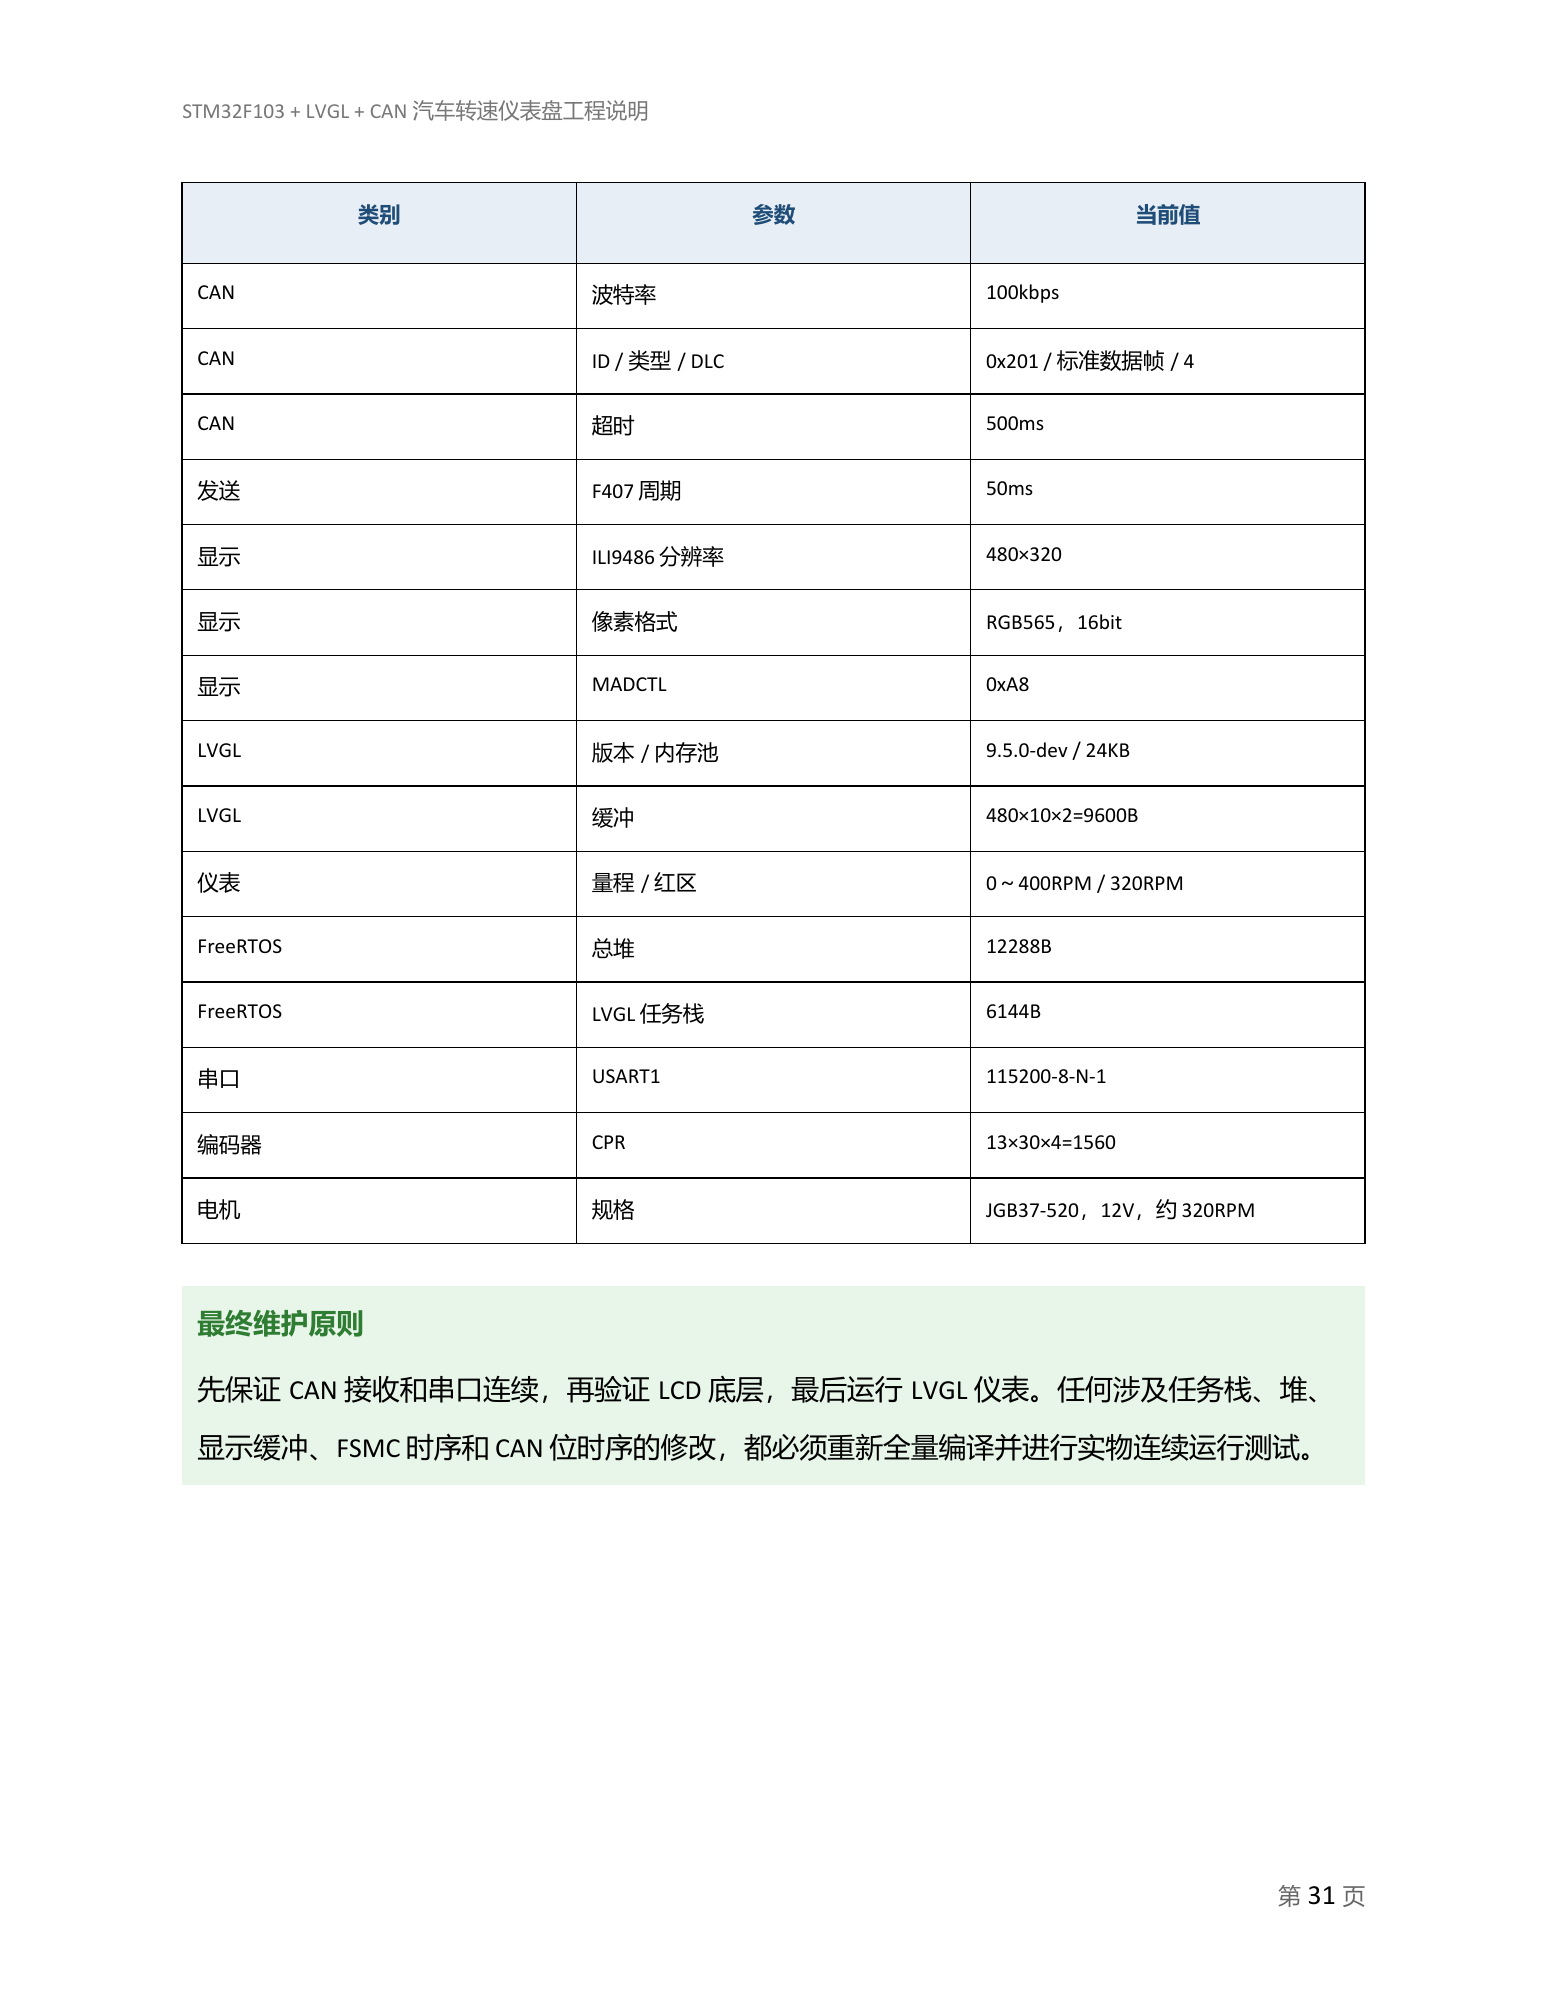 STM32F103 + LVGL + CAN 汽车转速仪表盘工程说明
类别 参数 当前值
CAN 波特率 100kbps
CAN ID / 类型 / DLC 0x201 / 标准数据帧 / 4
CAN 超时 500ms
发送 F407 周期 50ms
显示 ILI9486 分辨率 480×320
显示 像素格式 RGB565，16bit
显示 MADCTL 0xA8
LVGL 版本 / 内存池 9.5.0-dev / 24KB
LVGL 缓冲 480×10×2=9600B
仪表 量程 / 红区 0～400RPM / 320RPM
FreeRTOS 总堆 12288B
FreeRTOS LVGL 任务栈 6144B
串口 USART1 115200-8-N-1
编码器 CPR 13×30×4=1560
电机 规格 JGB37-520，12V，约 320RPM
最终维护原则
先保证 CAN 接收和串口连续，再验证 LCD 底层，最后运行 LVGL 仪表。任何涉及任务栈、堆、
显示缓冲、FSMC 时序和 CAN 位时序的修改，都必须重新全量编译并进行实物连续运行测试。
第 31 页